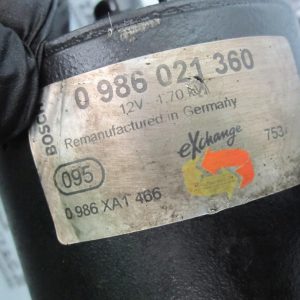 BOSCH
0 986 021 360
12V 1,70 kW
Remanufactured in Germany
eXchange
753
095
0 986 XA1 466